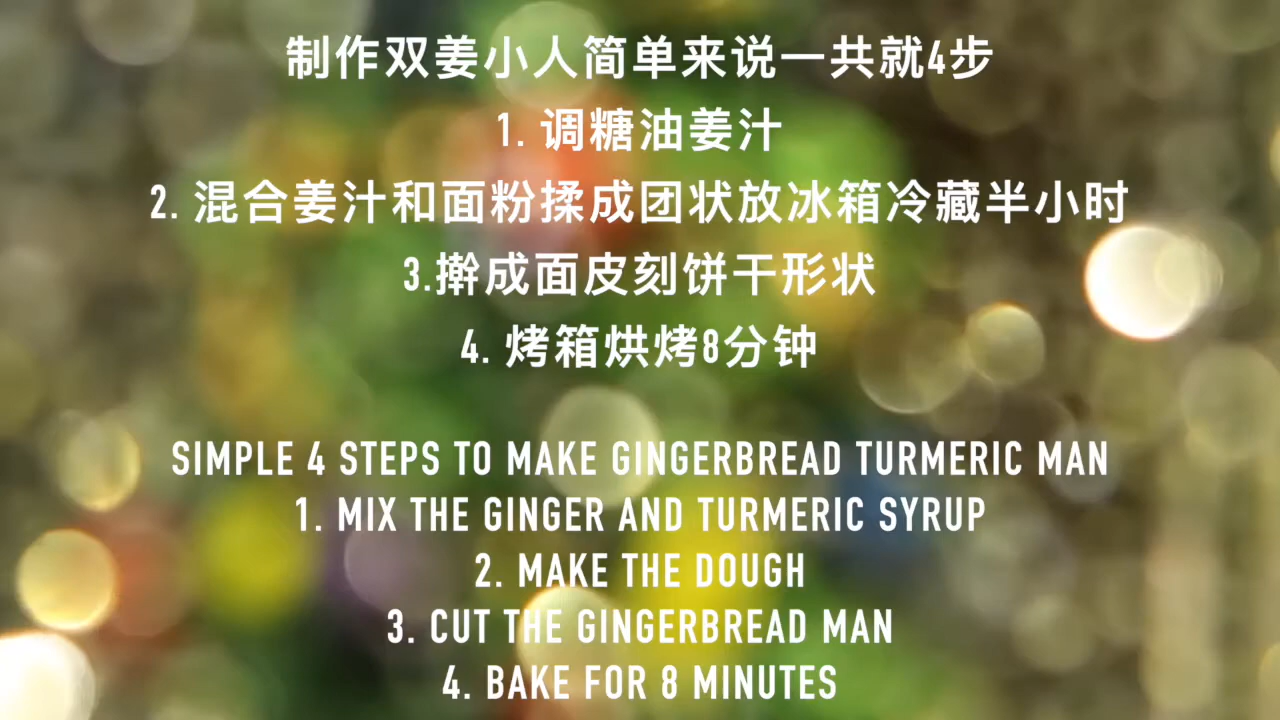 制作双姜小人简单来说一共就4步
1. 调糖油姜汁
2. 混合姜汁和面粉揉成团状放冰箱冷藏半小时
3.擀成面皮刻饼干形状
4. 烤箱烘烤8分钟
SIMPLE 4 STEPS TO MAKE GINGERBREAD TURMERIC MAN
1. MIX THE GINGER AND TURMERIC SYRUP
2. MAKE THE DOUGH
3. CUT THE GINGERBREAD MAN
4. BAKE FOR 8 MINUTES